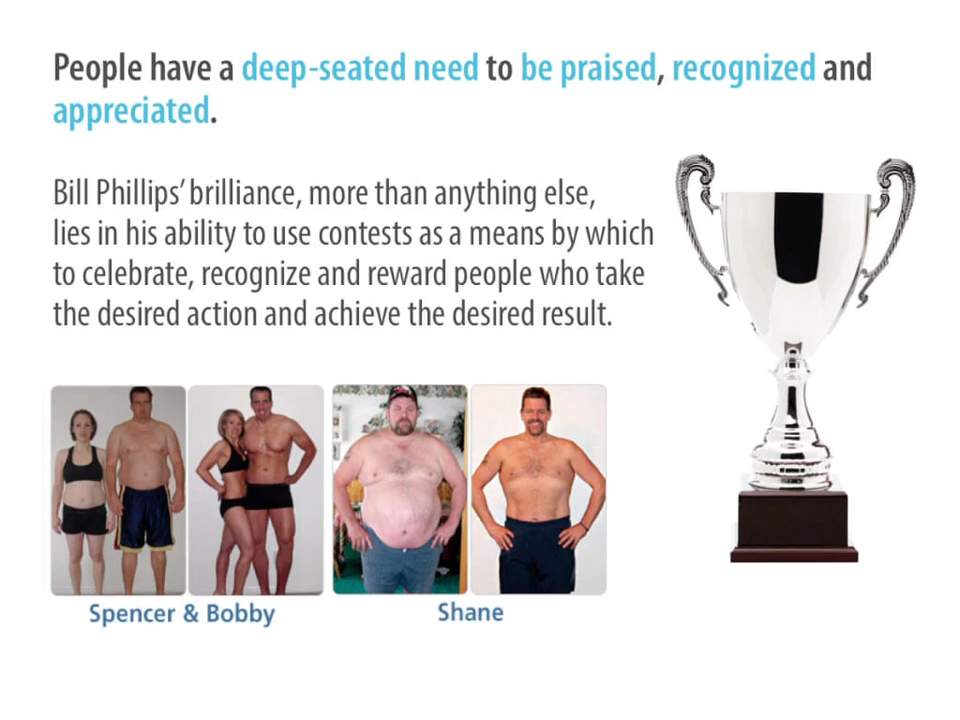 People have a deep-seated need to be praised, recognized and
appreciated.
Bill Phillips’ brilliance, more than anything else,
lies in his ability to use contests as a means by which
to celebrate, recognize and reward people who take
the desired action and achieve the desired result.
Spencer & Bobby
Shane